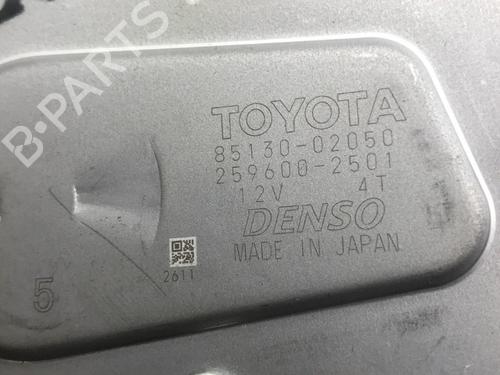 B-PARTS
TOYOTA
85130-02050
259600-2501
12V 4T
DENSO
MADE IN JAPAN
2611
5